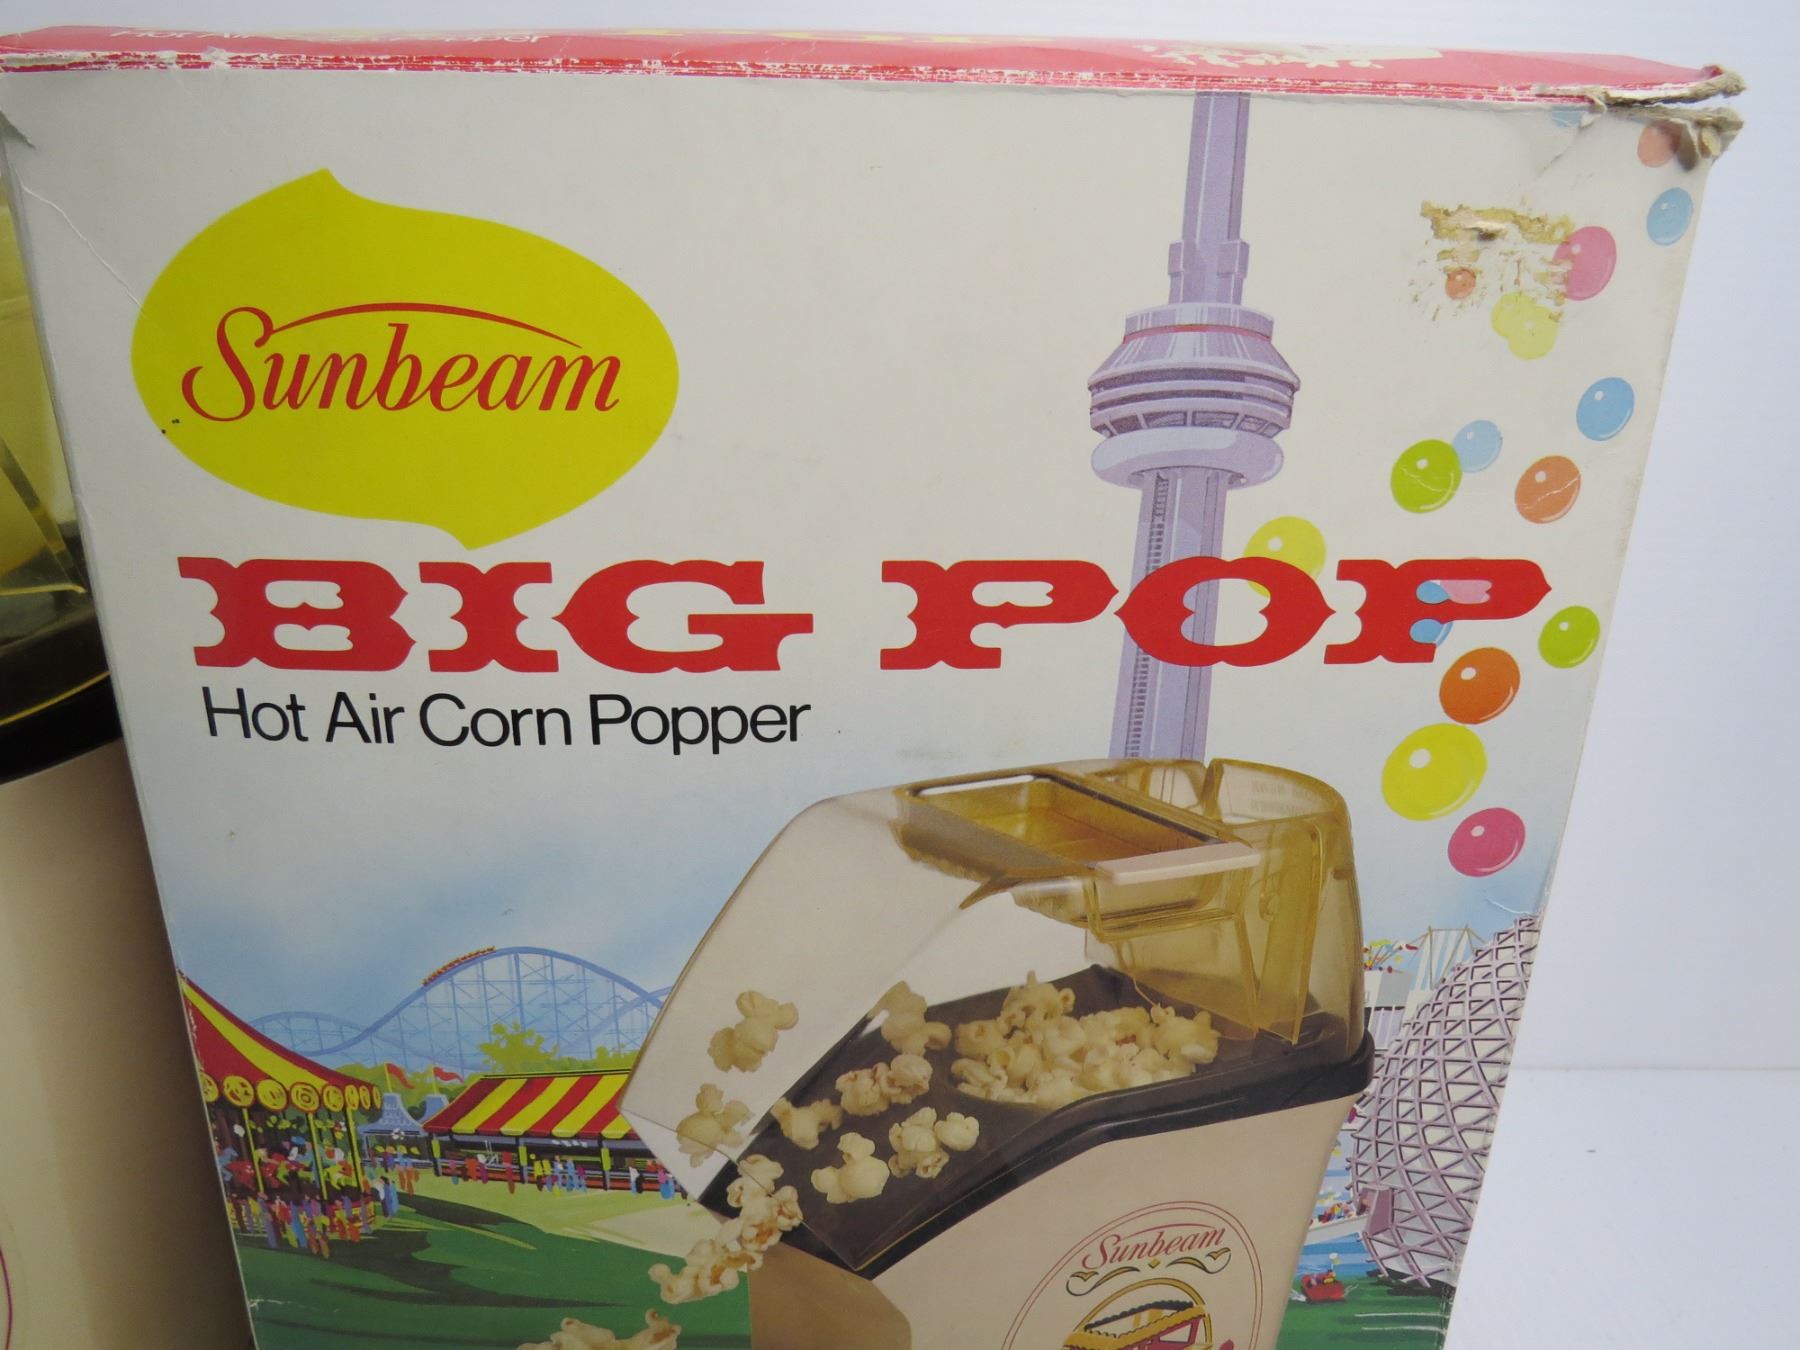 Sunbeam
BIG POP
Hot Air Corn Popper
Sunbeam